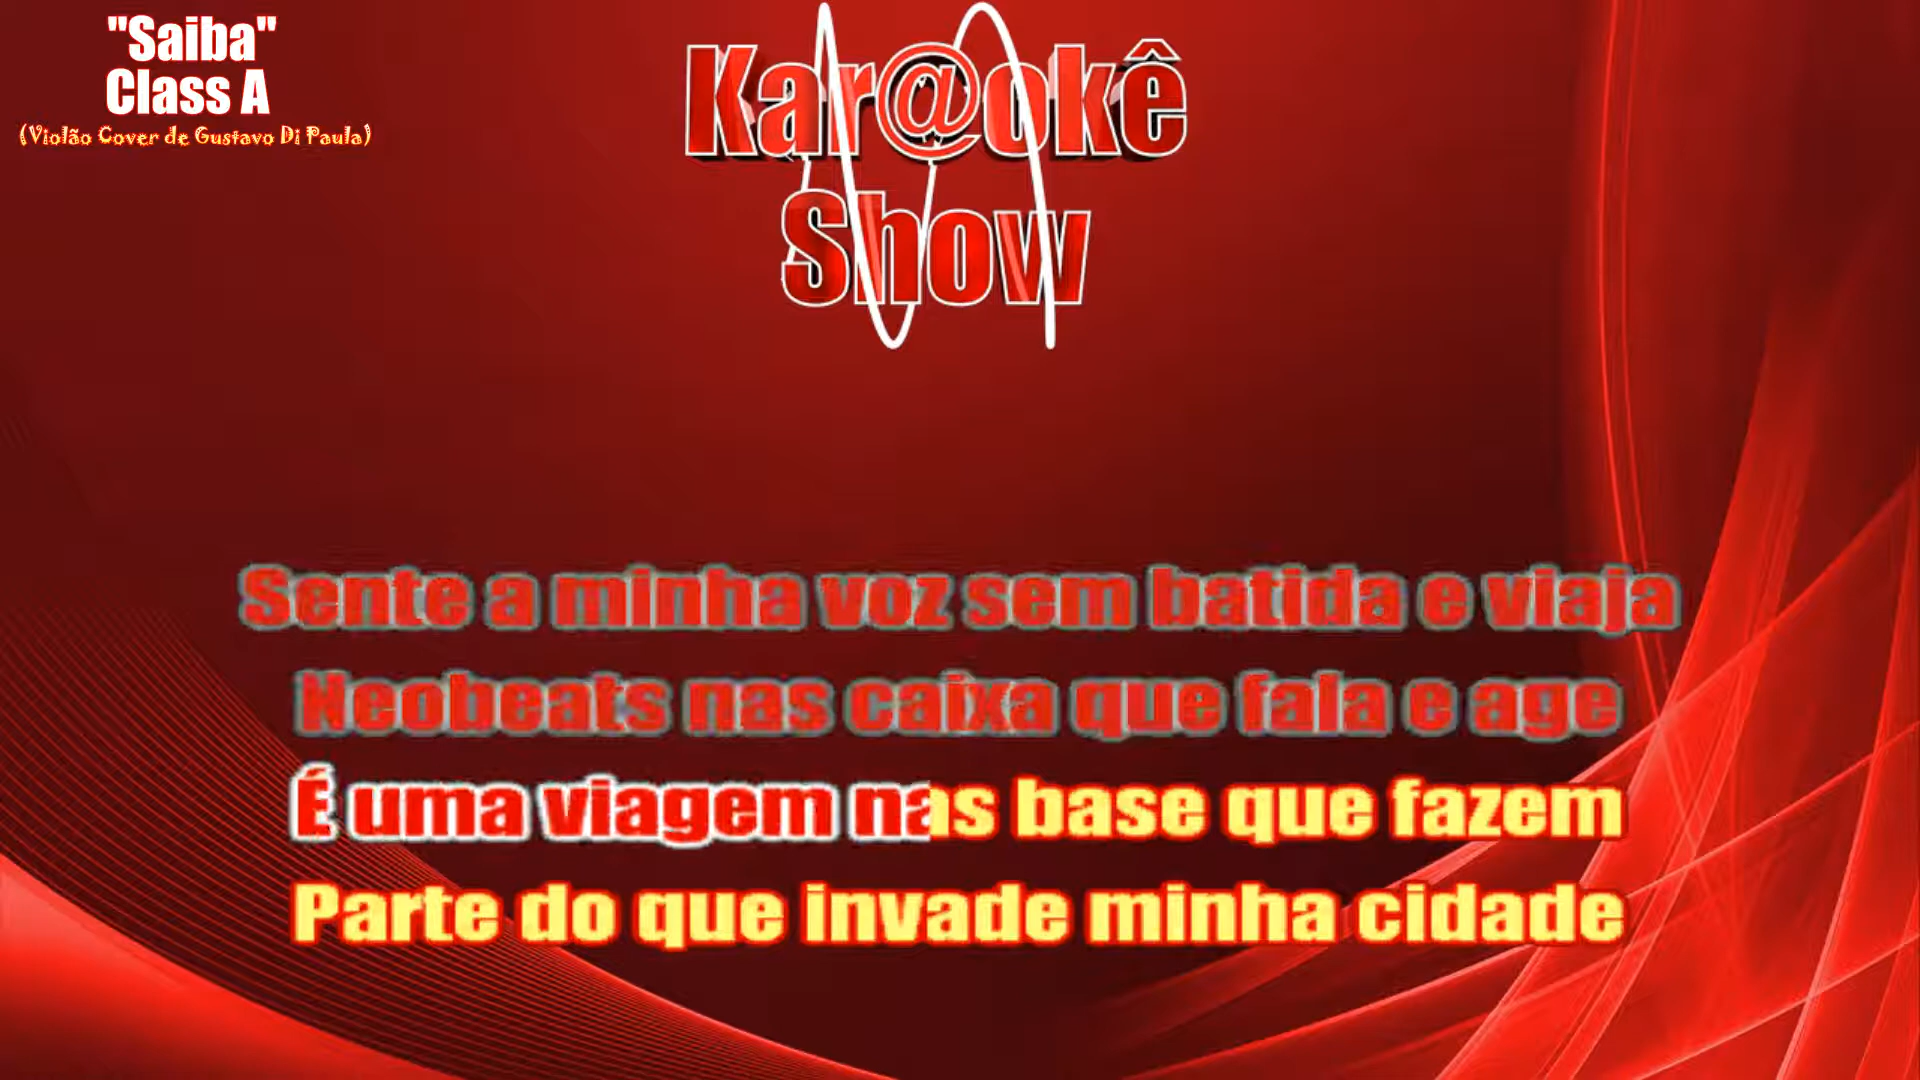 "Saiba"
Class A
(Violão Cover de Gustavo Di Paula)
Kar@okê
Show
Sente a minha voz sem batida e viaja
Neobeats nas caixa que fala e age
É uma viagem nas base que fazem
Parte do que invade minha cidade